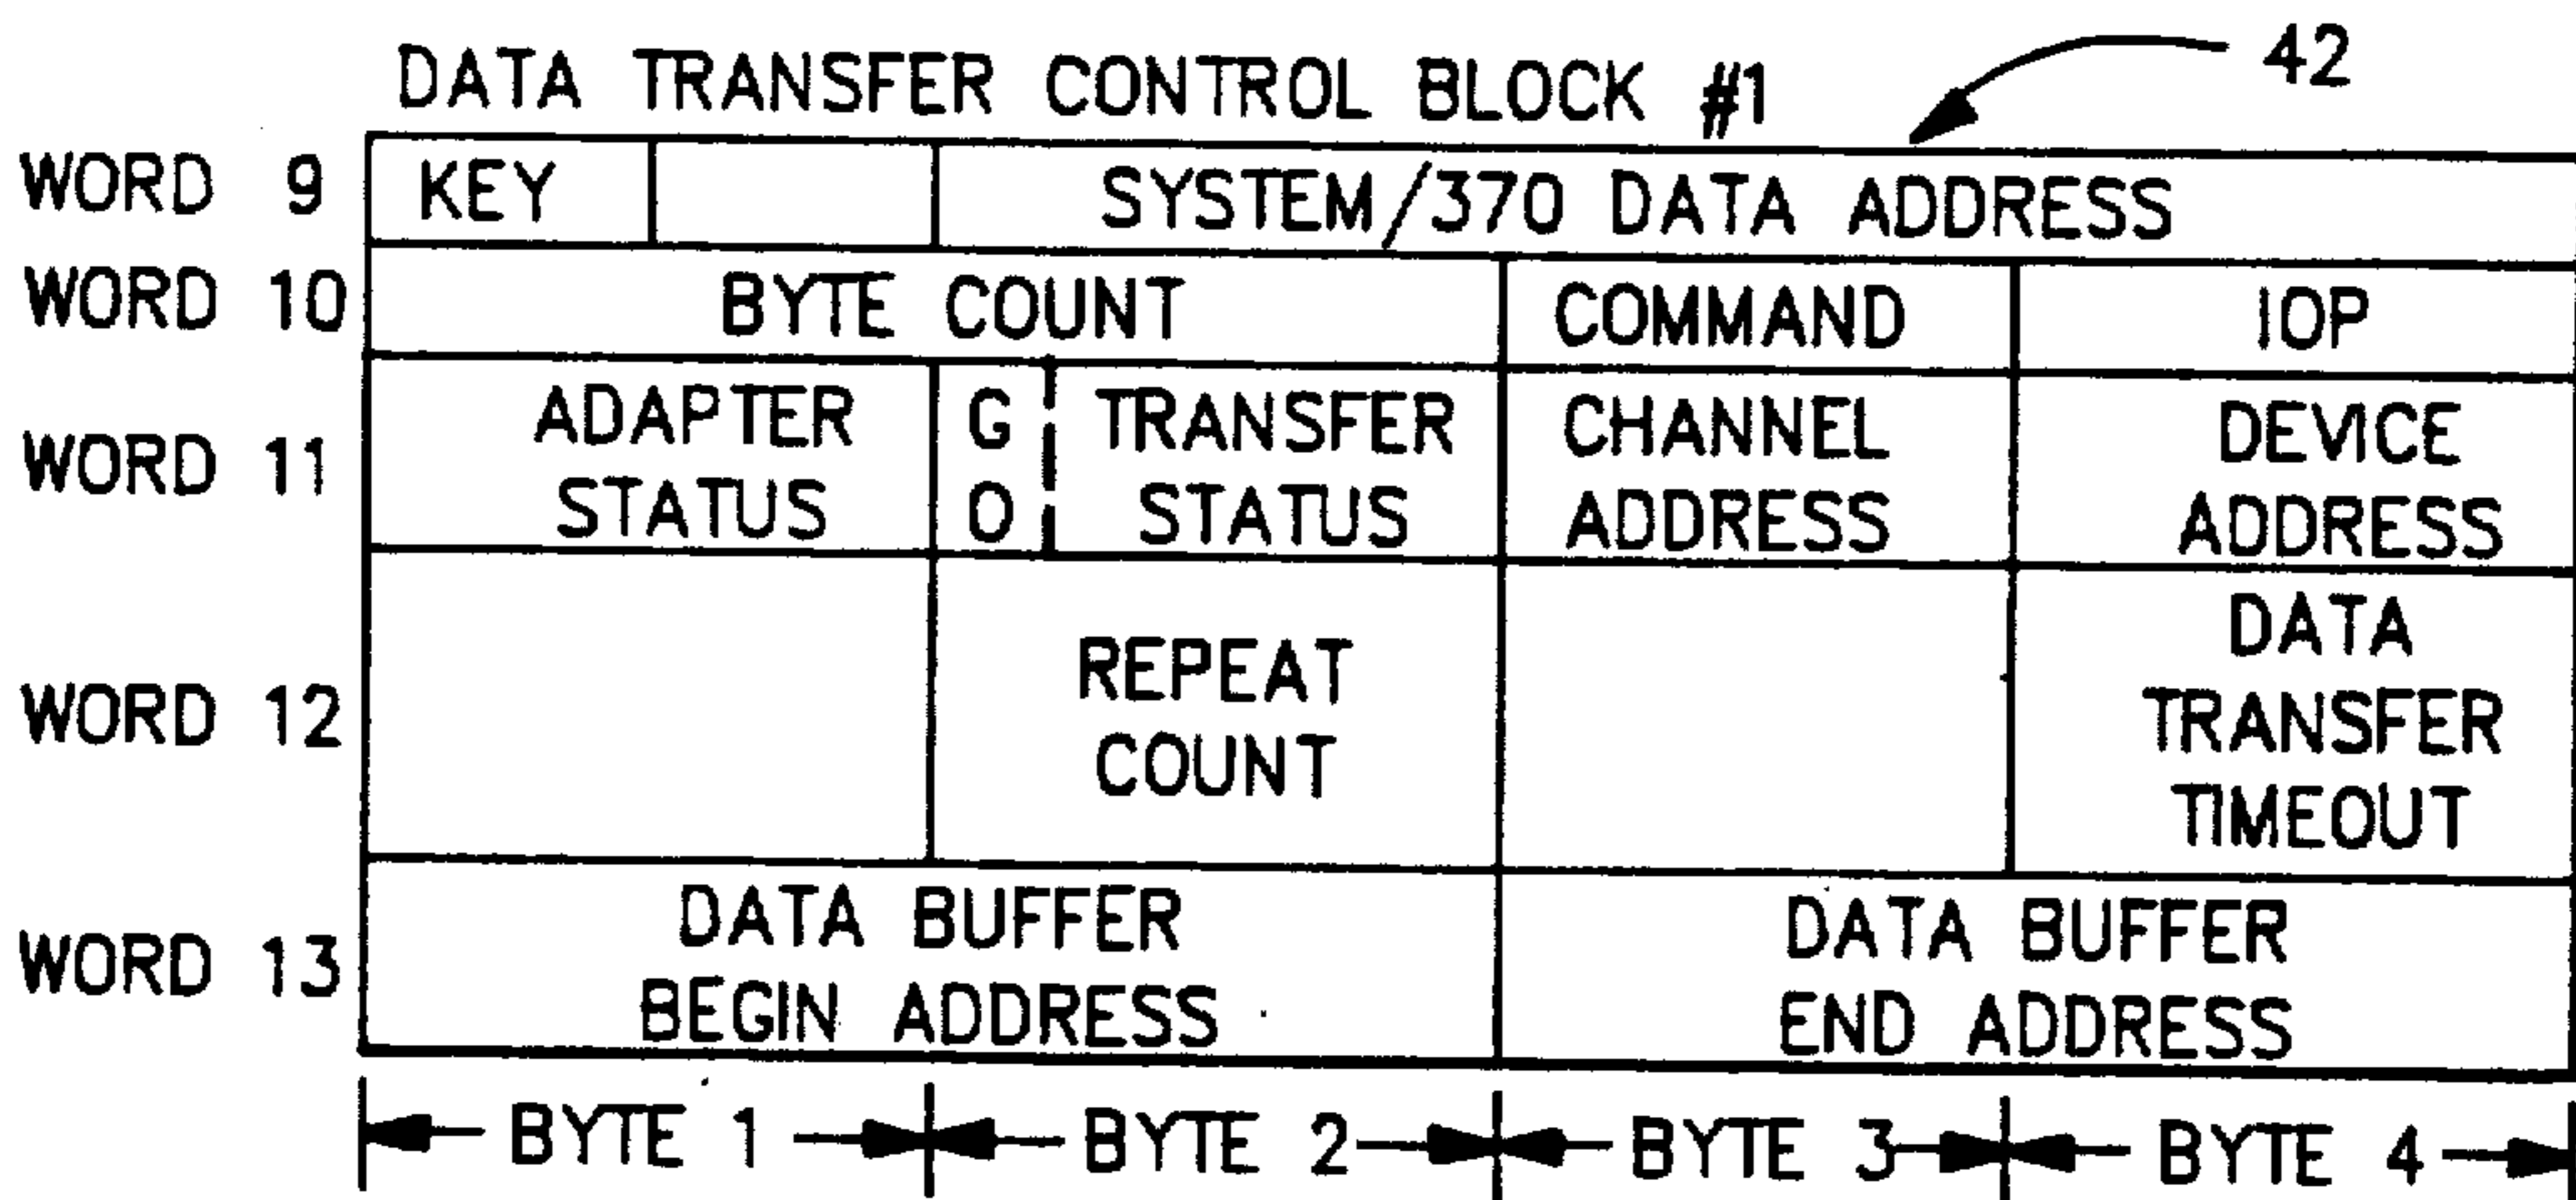 DATA TRANSFER CONTROL BLOCK #1
42
WORD 9 KEY SYSTEM/370 DATA ADDRESS
WORD 10 BYTE COUNT COMMAND IOP
WORD 11 ADAPTER STATUS GO TRANSFER STATUS CHANNEL ADDRESS DEVICE ADDRESS
WORD 12 REPEAT COUNT DATA TRANSFER TIMEOUT
WORD 13 DATA BUFFER BEGIN ADDRESS DATA BUFFER END ADDRESS
BYTE 1 BYTE 2 BYTE 3 BYTE 4